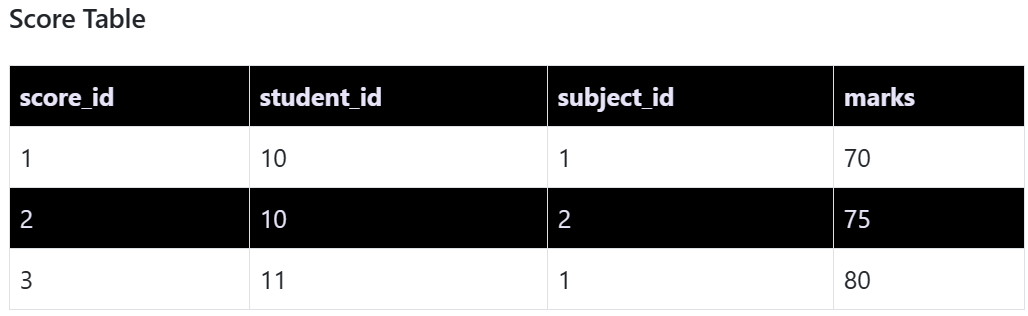 Score Table
score_id student_id subject_id marks
1 10 1 70
2 10 2 75
3 11 1 80